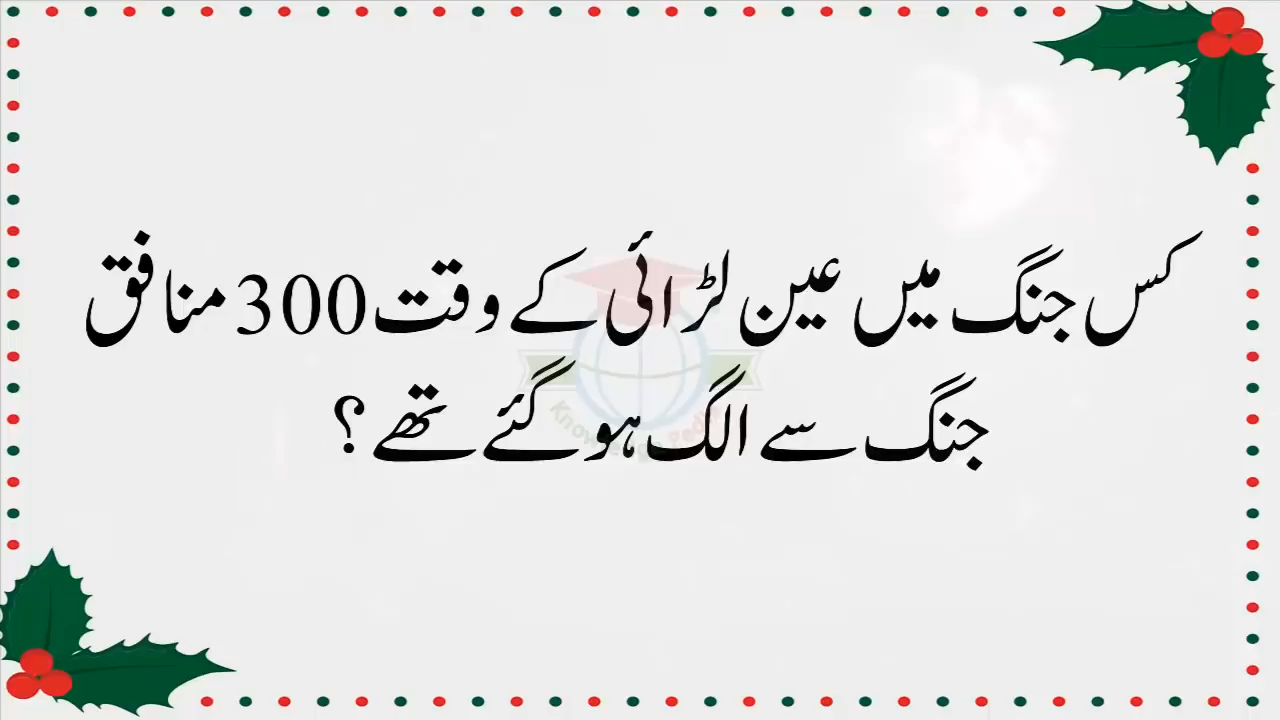 کس جنگ میں عین لڑائی کے وقت 300 منافق
جنگ سے الگ ہو گئے تھے ؟